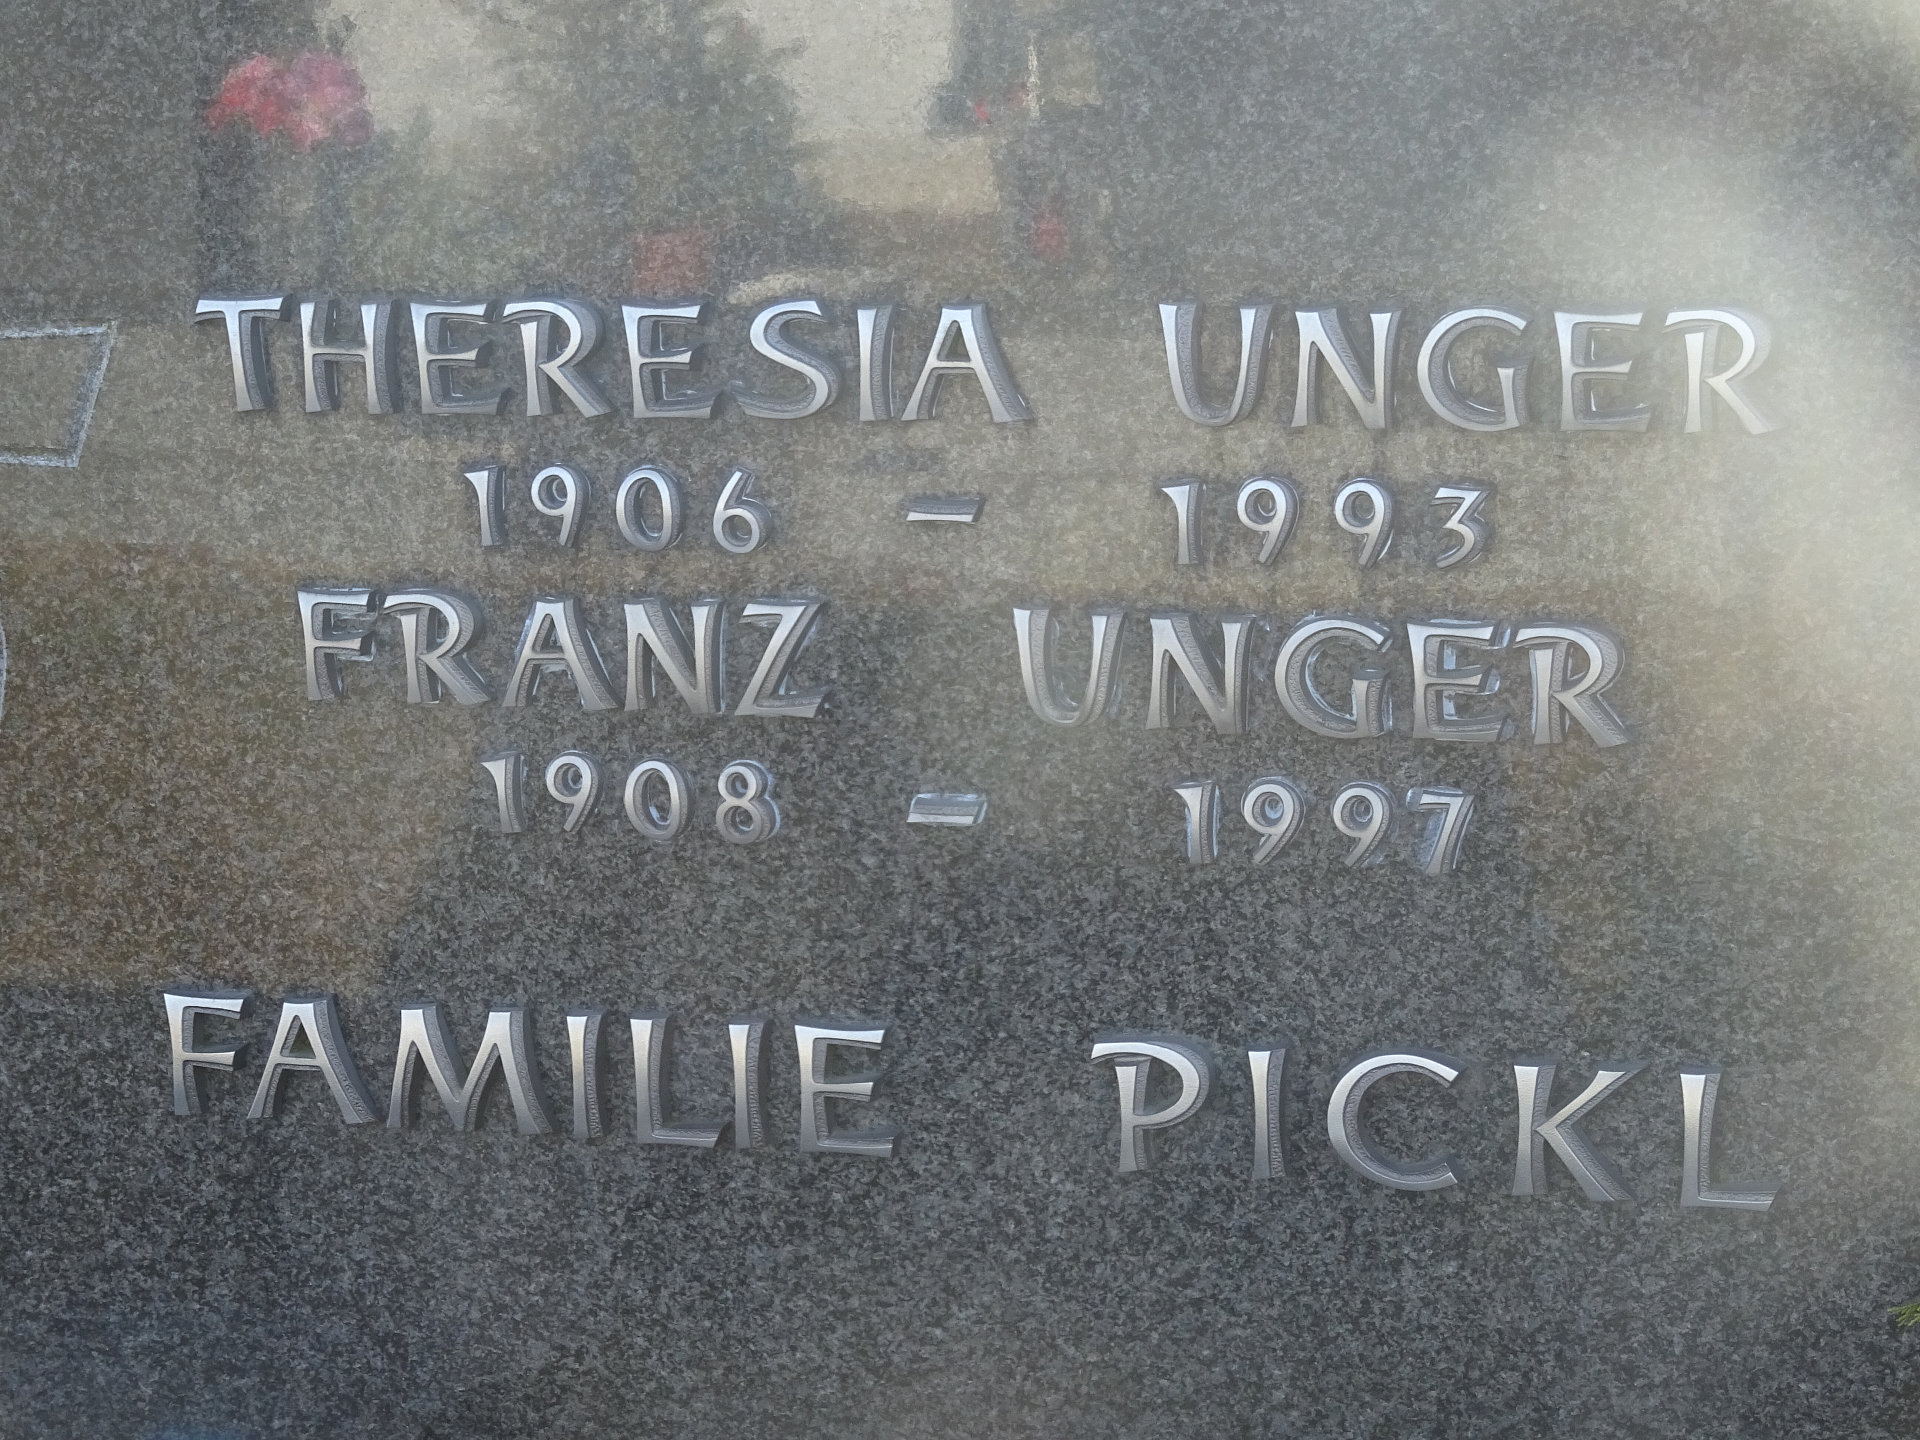 THERESIA UNGER
1906 – 1993
FRANZ UNGER
1908 – 1997
FAMILIE PICKL